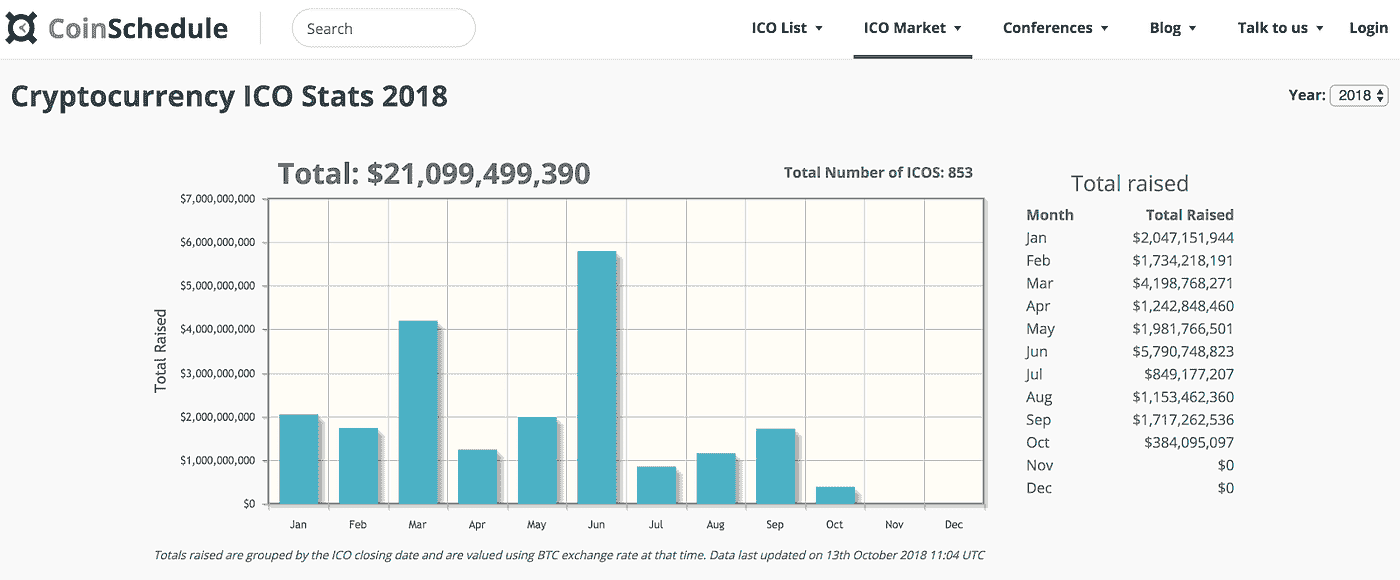 CoinSchedule
Search
ICO List
ICO Market
Conferences
Blog
Talk to us
Login
Cryptocurrency ICO Stats 2018
Year: 2018
Total: $21,099,499,390
Total Number of ICOS: 853
Total Raised
$7,000,000,000
$6,000,000,000
$5,000,000,000
$4,000,000,000
$3,000,000,000
$2,000,000,000
$1,000,000,000
$0
Jan Feb Mar Apr May Jun Jul Aug Sep Oct Nov Dec
Totals raised are grouped by the ICO closing date and are valued using BTC exchange rate at that time. Data last updated on 13th October 2018 11:04 UTC
Total raised
Month Total Raised
Jan $2,047,151,944
Feb $1,734,218,191
Mar $4,198,768,271
Apr $1,242,848,460
May $1,981,766,501
Jun $5,790,748,823
Jul $849,177,207
Aug $1,153,462,360
Sep $1,717,262,536
Oct $384,095,097
Nov $0
Dec $0